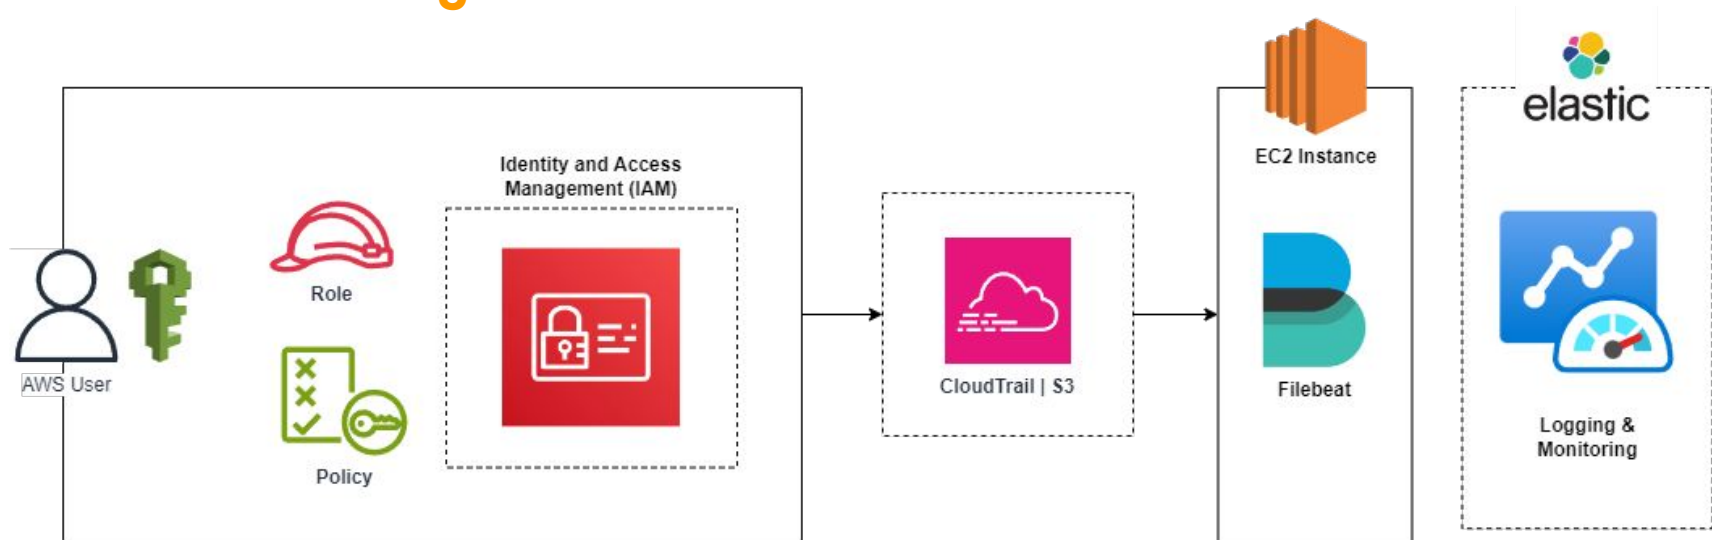 Identity and Access
Management (IAM)
Role
Policy
AWS User
CloudTrail | S3
EC2 Instance
Filebeat
elastic
Logging &
Monitoring